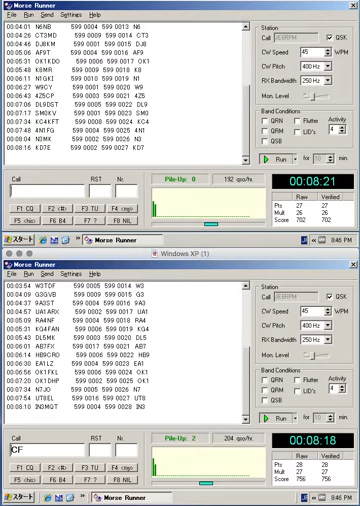 Morse Runner
File Run Send Settings Help
00:04.01 N6NB 599 0004 599 0013 N6
00:04.26 CT3MD 599 0009 599 0014 CT3
00:04.46 DJ8KM 599 0001 599 0015 DJ8
00:05.06 AF9T 599 0004 599 0016 AF9
00:05.31 OK1KDO 599 0006 599 0017 OK1
00:05.48 K8MR 599 0009 599 0018 K8
00:06.11 N1GKI 599 0010 599 0019 N1
00:06.27 W9CY 599 0001 599 0020 W9
00:06.43 4Z5CP 599 0003 599 0021 4Z5
00:07.06 DL9DST 599 0005 599 0022 DL9
00:07.17 SM0KV 599 0001 599 0023 SM0
00:07.34 KC4KFT 599 0008 599 0024 KC4
00:07.48 4N1FG 599 0004 599 0025 4N1
00:08.04 N3MK 599 0002 599 0026 N3
00:08.16 KD7E 599 0002 599 0027 KD7
Station
Call JE8RPM QSK
CW Speed 45 WPM
CW Pitch 400 Hz
RX Bandwidth 250 Hz
Mon. Level
Band Conditions
QRN Flutter Activity
QRM LID's 4
QSB
Run for 10 min.
Call RST Nr.
F1 CQ F2 <#> F3 TU F4 <my>
F5 <his> F6 B4 F7 ? F8 NIL
Pile-Up: 0 192 qso/hr.
00:08:21
Raw Verified
Pts 27 27
Mult 26 26
Score 702 702
スタート Morse Runner 8:46 PM
Windows XP (1)
Morse Runner
File Run Send Settings Help
00:03.54 W3TDF 599 0005 599 0014 W3
00:04.09 G3GVB 599 0003 599 0015 G3
00:04.37 9A3ST 599 0004 599 0016 9A3
00:04.57 UA1ARX 599 0002 599 0017 UA1
00:05.09 RA4NF 599 0004 599 0018 RA4
00:05.31 KG4FAN 599 0006 599 0019 KG4
00:05.43 DL5MK 599 0003 599 0020 DL5
00:06.01 AB7FX 599 0017 599 0021 AB7
00:06.14 HB9CRO 599 0006 599 0022 HB9
00:06.30 EA1LZ 599 0004 599 0023 EA1
00:06.56 OK1FKL 599 0006 599 0024 OK1
00:07.20 OK1DHP 599 0002 599 0025 OK1
00:07.34 N7JO 599 0005 599 0026 N7
00:07.54 UT8EL 599 0016 599 0027 UT8
00:08.10 IN3MQT 599 0004 599 0028 IN3
Station
Call JE8RPM QSK
CW Speed 45 WPM
CW Pitch 400 Hz
RX Bandwidth 250 Hz
Mon. Level
Band Conditions
QRN Flutter Activity
QRM LID's 4
QSB
Run for 10 min.
Call RST Nr.
CF
F1 CQ F2 <#> F3 TU F4 <my>
F5 <his> F6 B4 F7 ? F8 NIL
Pile-Up: 2 204 qso/hr.
00:08:18
Raw Verified
Pts 28 28
Mult 27 27
Score 756 756
スタート Morse Runner 8:46 PM